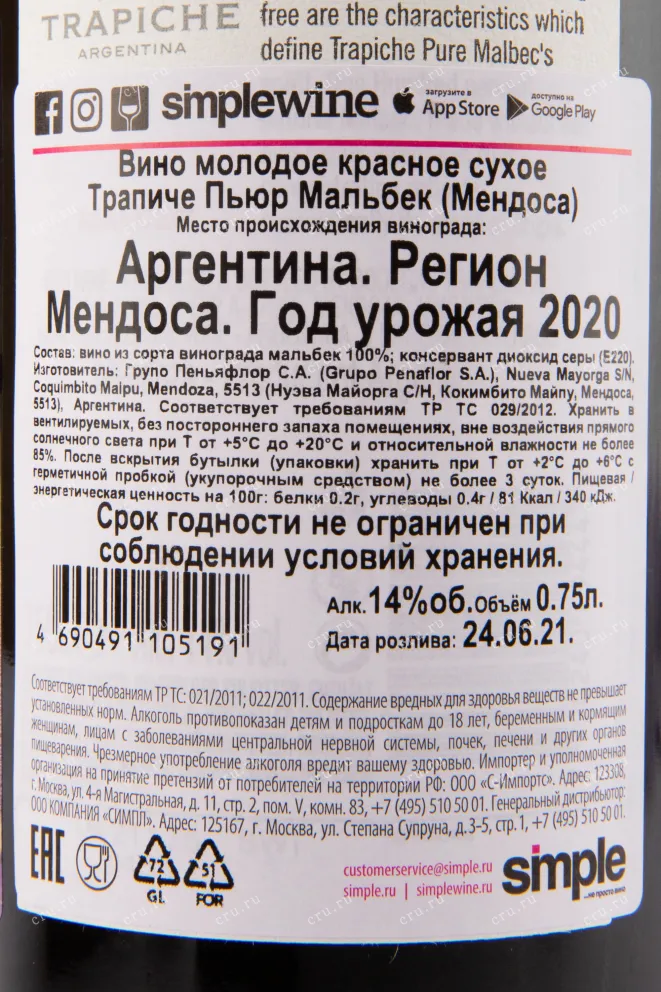 TRAPICHE
ARGENTINA
free are the characteristics which
define Trapiche Pure Malbec's
simplewine
загрузите в
App Store
доступно на
Google Play
Вино молодое красное сухое
Трапиче Пьюр Мальбек (Мендоса)
Место происхождения винограда:
Аргентина. Регион
Мендоса. Год урожая 2020
Состав: вино из сорта винограда мальбек 100%; консервант диоксид серы (Е220).
Изготовитель: Групо Пеньяфлор С.А. (Grupo Penaflor S.A.), Nueva Mayorga S/N,
Coquimbito Maipu, Mendoza, 5513 (Нуэва Майорга С/Н, Кокимбито Майпу, Мендоса,
5513), Аргентина. Соответствует требованиям ТР ТС 029/2012. Хранить в
вентилируемых, без постороннего запаха помещениях, вне воздействия прямого
солнечного света при Т от +5°С до +20°С и относительной влажности не более
85%. После вскрытия бутылки (упаковки) хранить при Т от +2°С до +6°С с
герметичной пробкой (укупорочным средством) не более 3 суток. Пищевая /
энергетическая ценность на 100г: белки 0.2г, углеводы 0.4г / 81 Ккал / 340 кДж.
Срок годности не ограничен при
соблюдении условий хранения.
Алк. 14%об. Объём 0.75л.
4 690491 105191
Дата розлива: 24.06.21.
Соответствует требованиям ТР ТС: 021/2011; 022/2011. Содержание вредных для здоровья веществ не превышает
установленных норм. Алкоголь противопоказан детям и подросткам до 18 лет, беременным и кормящим
женщинам, лицам с заболеваниями центральной нервной системы, почек, печени и других органов
пищеварения. Чрезмерное употребление алкоголя вредит вашему здоровью. Импортер и уполномоченная
организация на принятие претензий от потребителей на территории РФ: ООО «С-Импортс». Адрес: 123308,
г. Москва, ул. 4-я Магистральная, д. 11, стр. 2, пом. V, комн. 83, +7 (495) 510 50 01. Генеральный дистрибьютор:
ООО КОМПАНИЯ «СИМПЛ». Адрес: 125167, г. Москва, ул. Степана Супруна, д. 3-5, стр. 1, +7 (495) 510 50 01.
EAC
72
GL
51
FOR
customerservice@simple.ru
simple.ru | simplewine.ru
simple
...не просто вино
cru.ru